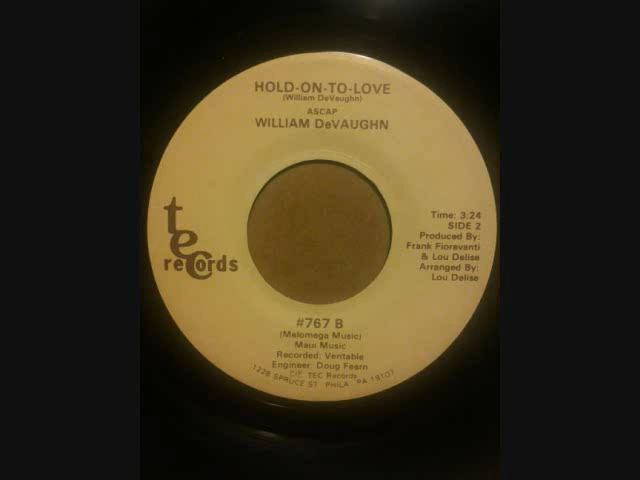 HOLD-ON-TO-LOVE
(William DeVaughn)
ASCAP
WILLIAM DeVAUGHN
tec
records
Time: 3:24
SIDE 2
Produced By:
Frank Fioravanti
& Lou Delise
Arranged By:
Lou Delise
#767 B
(Melomega Music)
Maui Music
Recorded: Veritable
Engineer: Doug Fearn
TEC Records
1228 SPRUCE ST. PHILA PA 19107